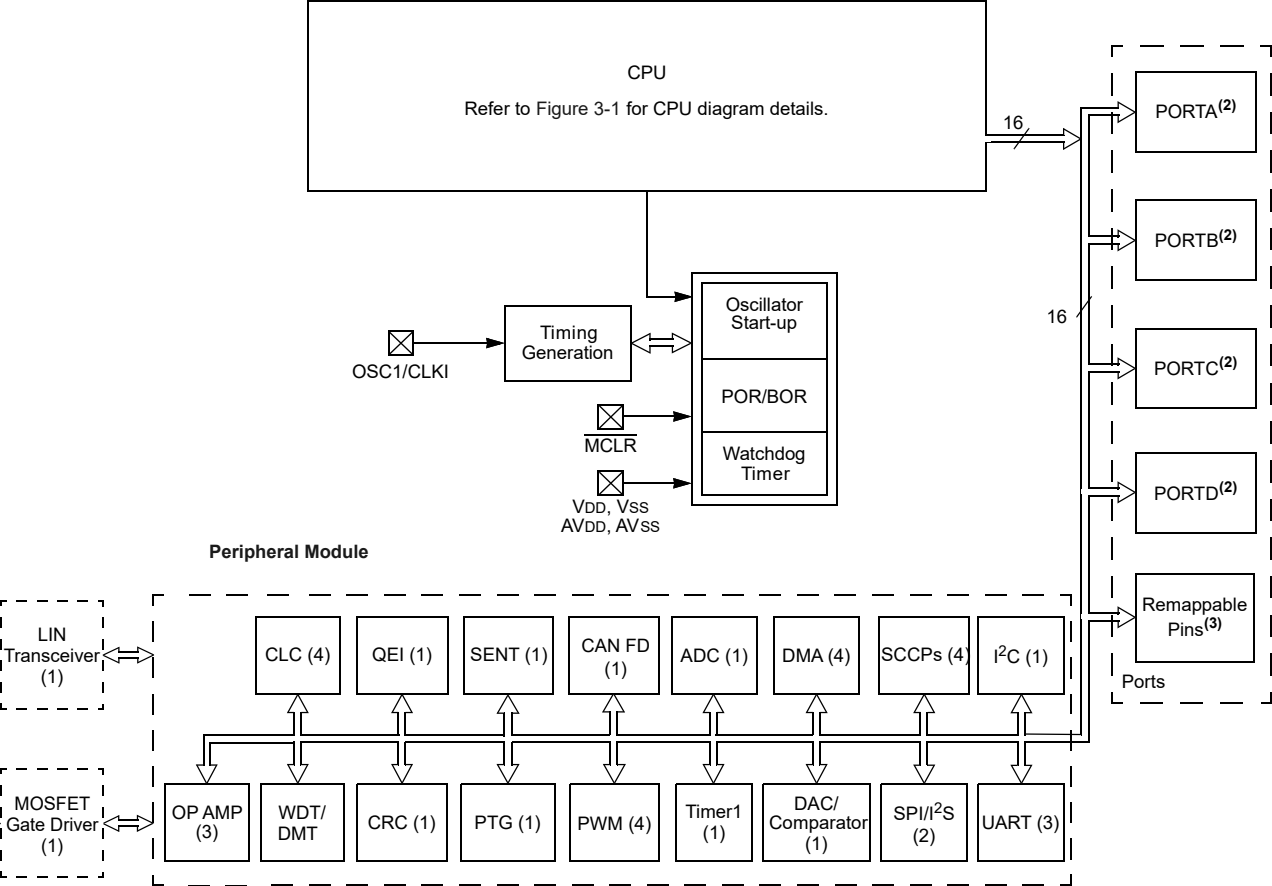 CPU
Refer to Figure 3-1 for CPU diagram details.
16
PORTA(2)
PORTB(2)
16
PORTC(2)
PORTD(2)
Remappable
Pins(3)
Ports
Oscillator
Start-up
Timing
Generation
OSC1/CLKI
POR/BOR
MCLR
Watchdog
Timer
VDD, VSS
AVDD, AVSS
Peripheral Module
LIN
Transceiver
(1)
CLC (4)
QEI (1)
SENT (1)
CAN FD
(1)
ADC (1)
DMA (4)
SCCPs (4)
I2C (1)
MOSFET
Gate Driver
(1)
OP AMP
(3)
WDT/
DMT
CRC (1)
PTG (1)
PWM (4)
Timer1
(1)
DAC/
Comparator
(1)
SPI/I2S
(2)
UART (3)